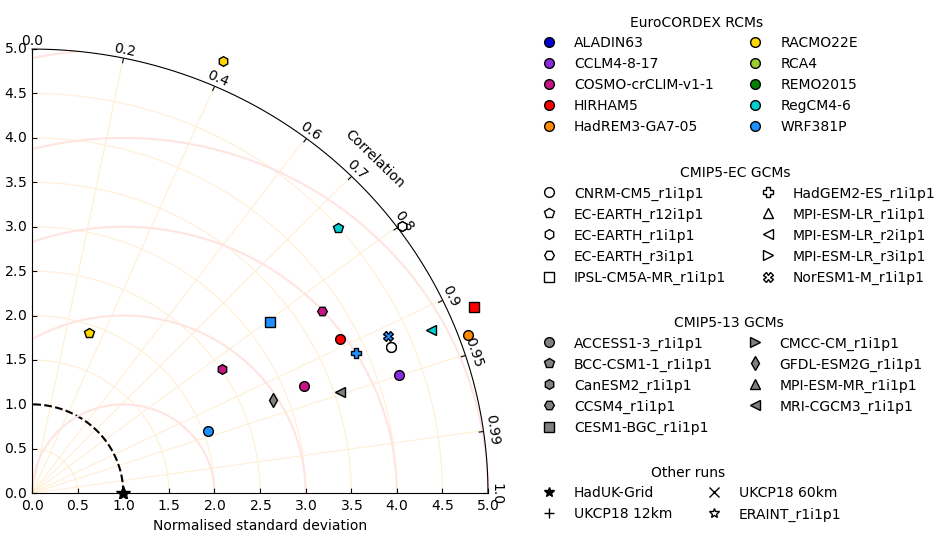 EuroCORDEX RCMs
ALADIN63
RACMO22E
CCLM4-8-17
RCA4
COSMO-crCLIM-v1-1
REMO2015
HIRHAM5
RegCM4-6
HadREM3-GA7-05
WRF381P
CMIP5-EC GCMs
CNRM-CM5_r1i1p1
HadGEM2-ES_r1i1p1
EC-EARTH_r12i1p1
MPI-ESM-LR_r1i1p1
EC-EARTH_r1i1p1
MPI-ESM-LR_r2i1p1
EC-EARTH_r3i1p1
MPI-ESM-LR_r3i1p1
IPSL-CM5A-MR_r1i1p1
NorESM1-M_r1i1p1
CMIP5-13 GCMs
ACCESS1-3_r1i1p1
CMCC-CM_r1i1p1
BCC-CSM1-1_r1i1p1
GFDL-ESM2G_r1i1p1
CanESM2_r1i1p1
MPI-ESM-MR_r1i1p1
CCSM4_r1i1p1
MRI-CGCM3_r1i1p1
CESM1-BGC_r1i1p1
Other runs
HadUK-Grid
UKCP18 60km
UKCP18 12km
ERAINT_r1i1p1
5.0
4.5
4.0
3.5
3.0
2.5
2.0
1.5
1.0
0.5
0.0
0.0
0.2
0.4
0.6
Correlation
0.7
0.8
0.9
0.95
0.99
1.0
0.0 0.5 1.0 1.5 2.0 2.5 3.0 3.5 4.0 4.5 5.0
Normalised standard deviation